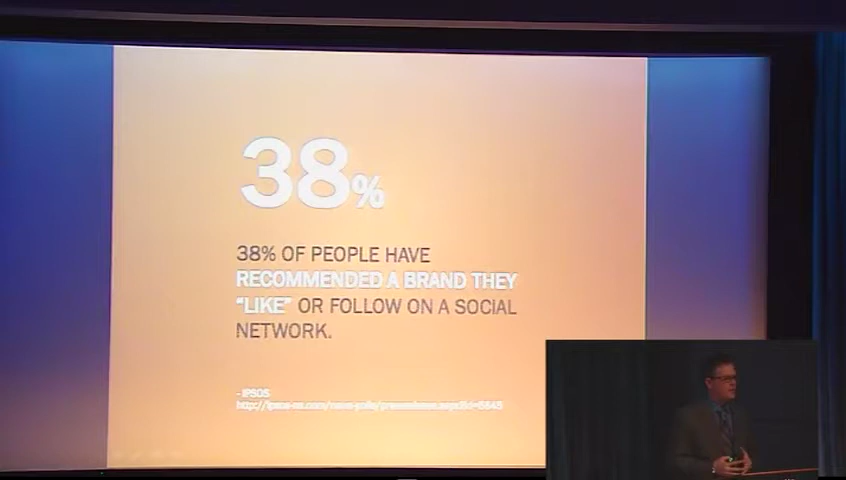 38%
38% OF PEOPLE HAVE
RECOMMENDED A BRAND THEY
“LIKE” OR FOLLOW ON A SOCIAL
NETWORK.
- IPSOS